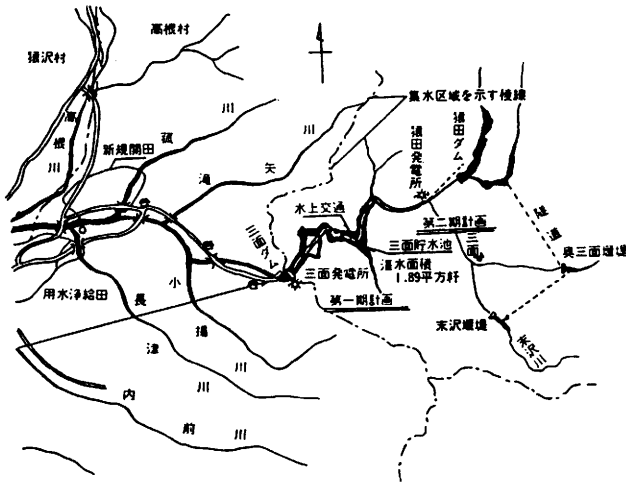 高根村
猿沢村
集水区域を示す稜線
高根川
新規開田
薦川
滝矢川
水上交通
三面ダム
猿田発電所
猿田ダム
第二期計画
隧道
三面
三面貯水池
湛水面積
1.89平方粁
奥三面堰堤
三面発電所
第一期計画
用水浄給田
長津川
小揚川
末沢堰堤
末沢川
内前川